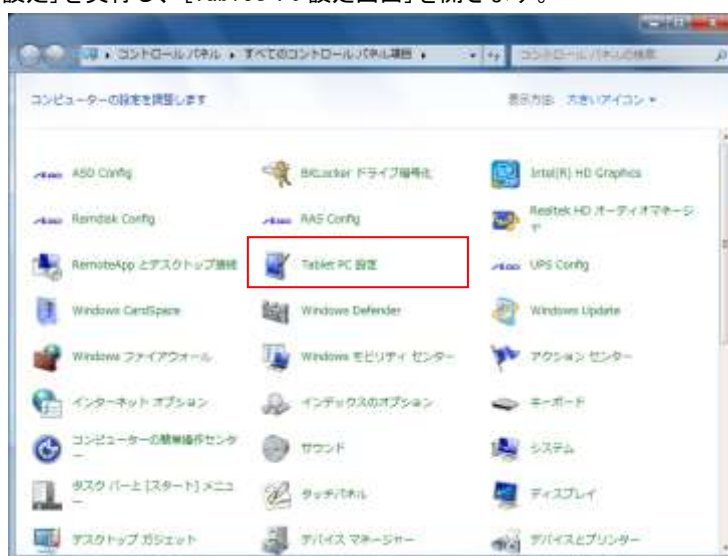 設定]を実行し、[Tablet PC 設定画面]を開きます。
コントロール パネル ▸ すべてのコントロール パネル項目 ▸
コントロール パネルの検索
コンピューターの設定を調整します
表示方法: 大きいアイコン
ASD Config
BitLocker ドライブ暗号化
Intel(R) HD Graphics
Ramdisk Config
RAS Config
Realtek HD オーディオマネージャ
RemoteApp とデスクトップ接続
Tablet PC 設定
UPS Config
Windows CardSpace
Windows Defender
Windows Update
Windows ファイアウォール
Windows モビリティ センター
アクション センター
インターネット オプション
インデックスのオプション
キーボード
コンピューターの簡単操作センター
サウンド
システム
タスク バーと [スタート] メニュー
タッチパネル
ディスプレイ
デスクトップ ガジェット
デバイス マネージャー
デバイスとプリンター